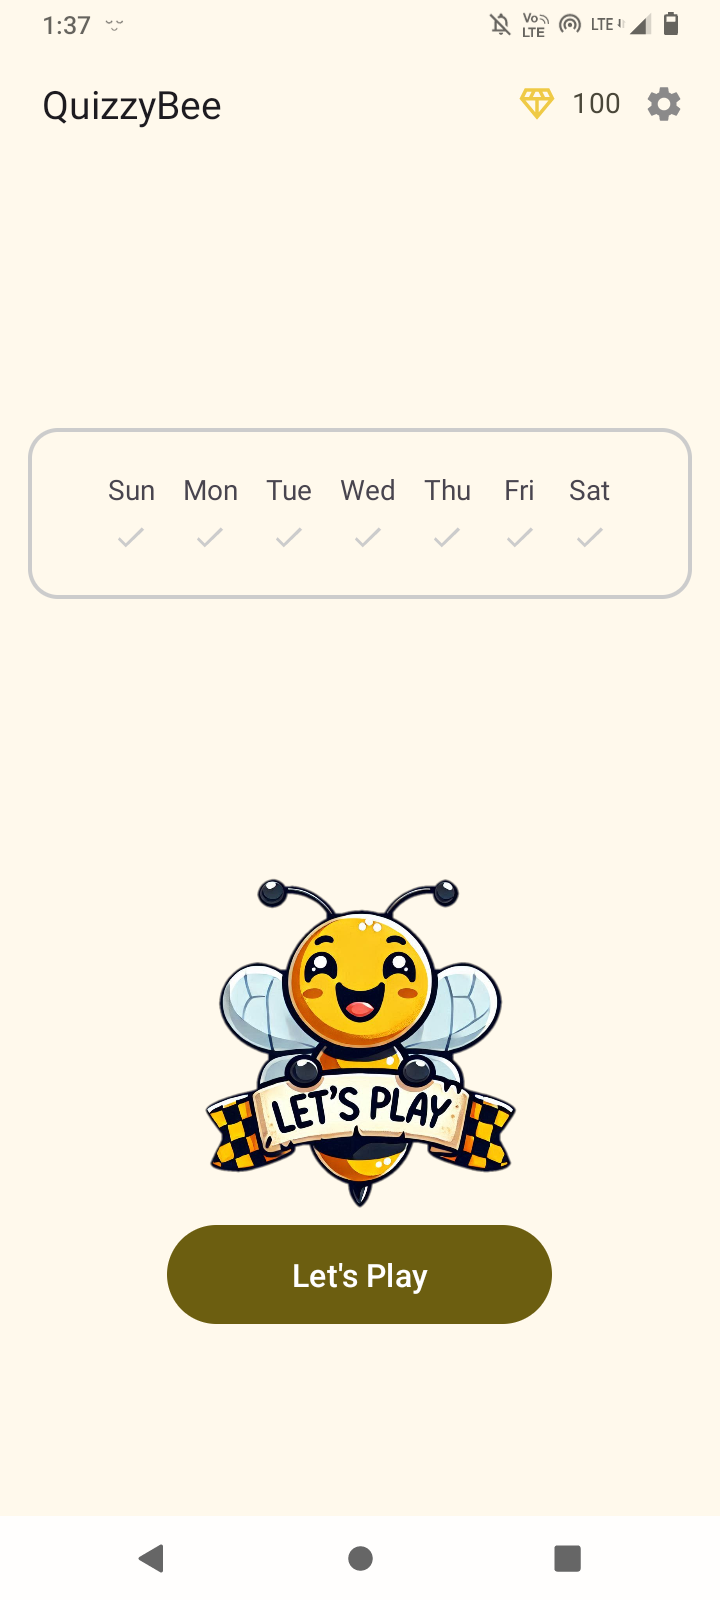 1:37
Vo LTE LTE
QuizzyBee 100
Sun Mon Tue Wed Thu Fri Sat
LET'S PLAY
Let's Play